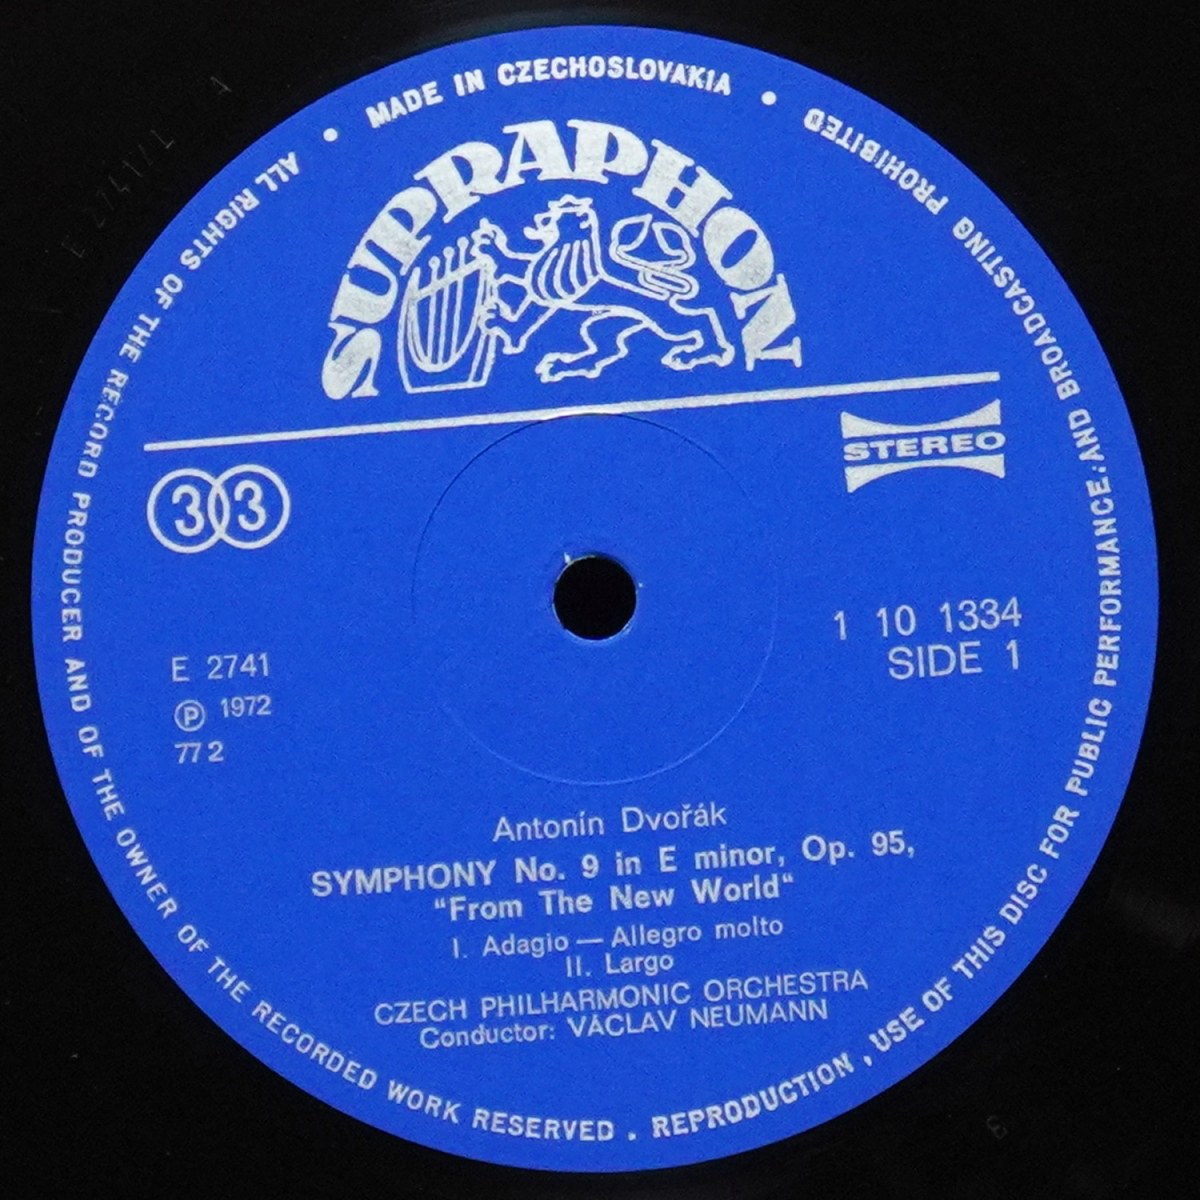 MADE IN CZECHOSLOVAKIA
SUPRAPHON
33
STEREO
E 2741
Ⓟ 1972
77 2
1 10 1334
SIDE 1
Antonín Dvořák
SYMPHONY No. 9 in E minor, Op. 95,
"From The New World"
I. Adagio — Allegro molto
II. Largo
CZECH PHILHARMONIC ORCHESTRA
Conductor: VÁCLAV NEUMANN
ALL RIGHTS OF THE RECORD PRODUCER AND OF THE OWNER OF THE RECORDED WORK RESERVED . REPRODUCTION , USE OF THIS DISC FOR PUBLIC PERFORMANCE: AND BROADCASTING PROHIBITED